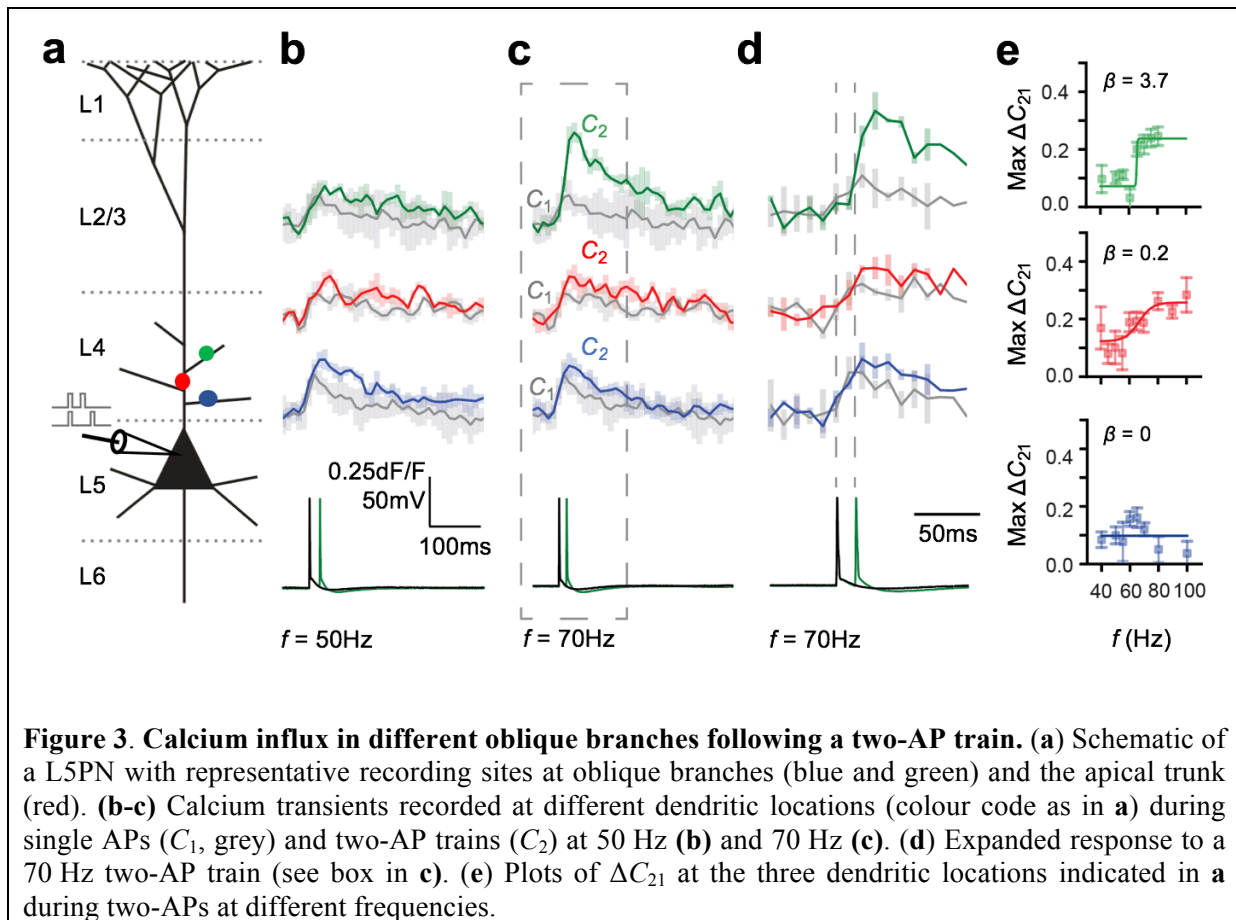 a
b
c
d
e
L1
L2/3
L4
L5
L6
C2
C1
C2
C1
C2
0.25dF/F
50mV
100ms
50ms
f = 50Hz
f = 70Hz
f = 70Hz
β = 3.7
Max ΔC21
0.4
0.2
0.0
β = 0.2
Max ΔC21
0.4
0.2
0.0
β = 0
Max ΔC21
0.4
0.2
0.0
40 60 80 100
f (Hz)
Figure 3. Calcium influx in different oblique branches following a two-AP train. (a) Schematic of
a L5PN with representative recording sites at oblique branches (blue and green) and the apical trunk
(red). (b-c) Calcium transients recorded at different dendritic locations (colour code as in a) during
single APs (C1, grey) and two-AP trains (C2) at 50 Hz (b) and 70 Hz (c). (d) Expanded response to a
70 Hz two-AP train (see box in c). (e) Plots of ΔC21 at the three dendritic locations indicated in a
during two-APs at different frequencies.